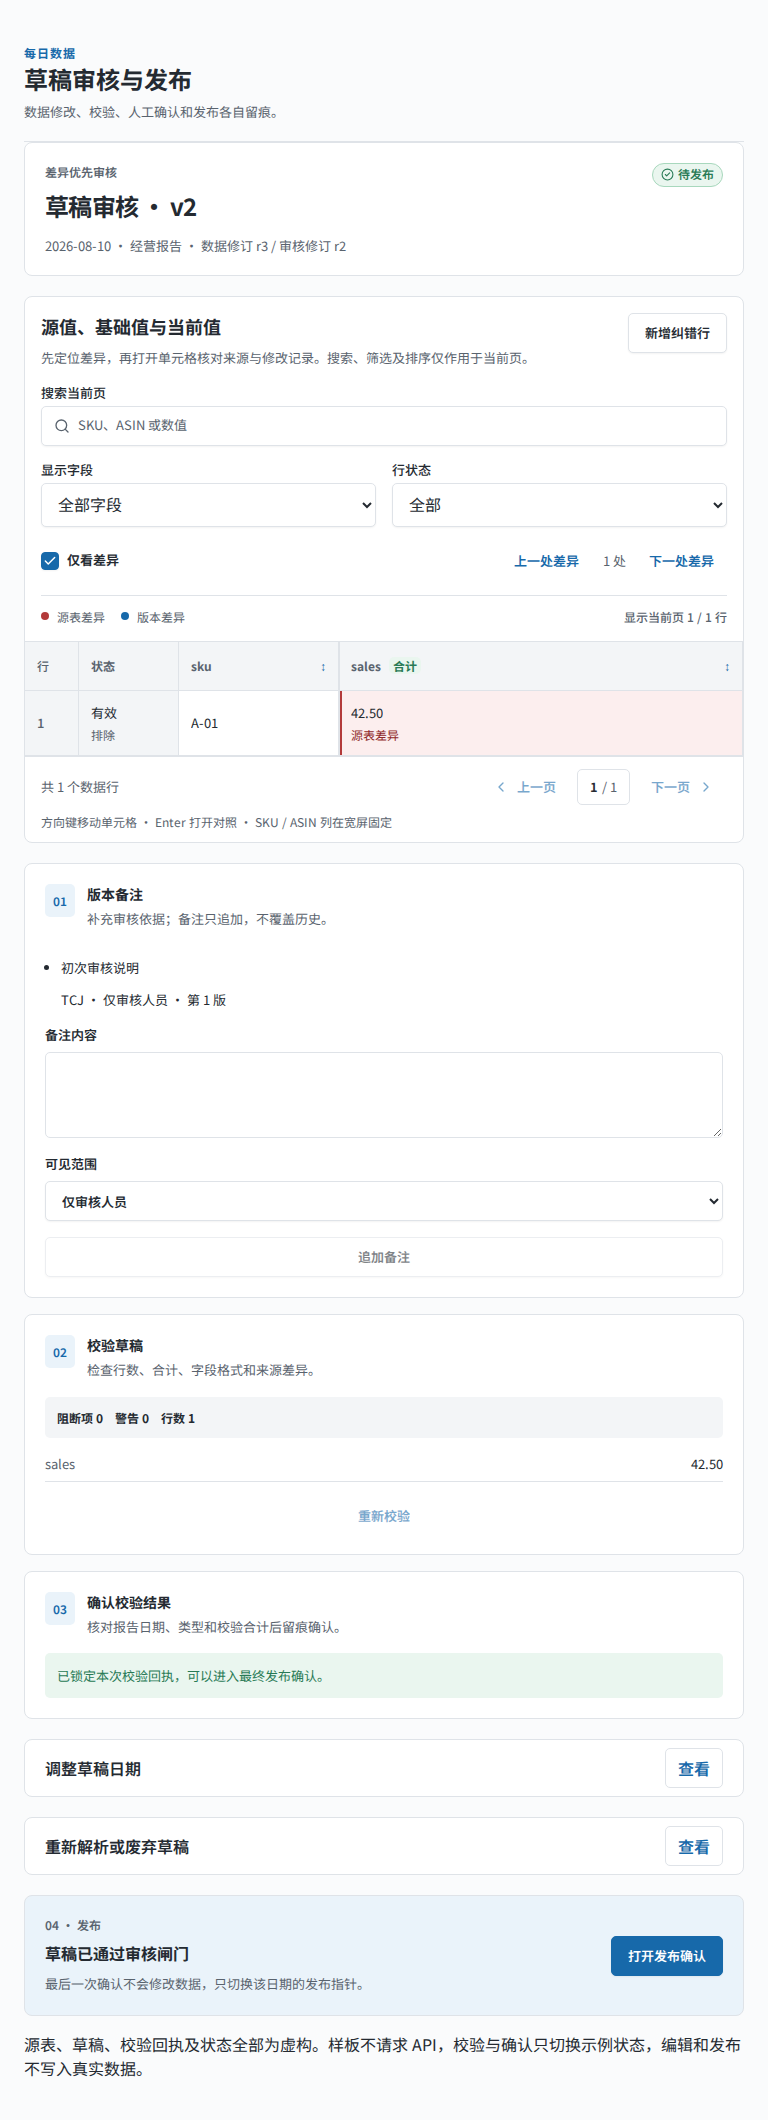 每日数据
草稿审核与发布
数据修改、校验、人工确认和发布各自留痕。
差异优先审核
待发布
草稿审核 · v2
2026-08-10 · 经营报告 · 数据修订 r3 / 审核修订 r2
源值、基础值与当前值
新增纠错行
先定位差异，再打开单元格核对来源与修改记录。搜索、筛选及排序仅作用于当前页。
搜索当前页
SKU、ASIN 或数值
显示字段
行状态
全部字段
全部
仅看差异
上一处差异
1 处
下一处差异
源表差异
版本差异
显示当前页 1 / 1 行
行
状态
sku
↕
sales 合计
↕
1
有效
排除
A-01
42.50
源表差异
共 1 个数据行
上一页
1 / 1
下一页
方向键移动单元格 · Enter 打开对照 · SKU / ASIN 列在宽屏固定
01
版本备注
补充审核依据；备注只追加，不覆盖历史。
初次审核说明
TCJ · 仅审核人员 · 第 1 版
备注内容
可见范围
仅审核人员
追加备注
02
校验草稿
检查行数、合计、字段格式和来源差异。
阻断项 0 警告 0 行数 1
sales
42.50
重新校验
03
确认校验结果
核对报告日期、类型和校验合计后留痕确认。
已锁定本次校验回执，可以进入最终发布确认。
调整草稿日期
查看
重新解析或废弃草稿
查看
04 · 发布
草稿已通过审核闸门
最后一次确认不会修改数据，只切换该日期的发布指针。
打开发布确认
源表、草稿、校验回执及状态全部为虚构。样板不请求 API，校验与确认只切换示例状态，编辑和发布
不写入真实数据。